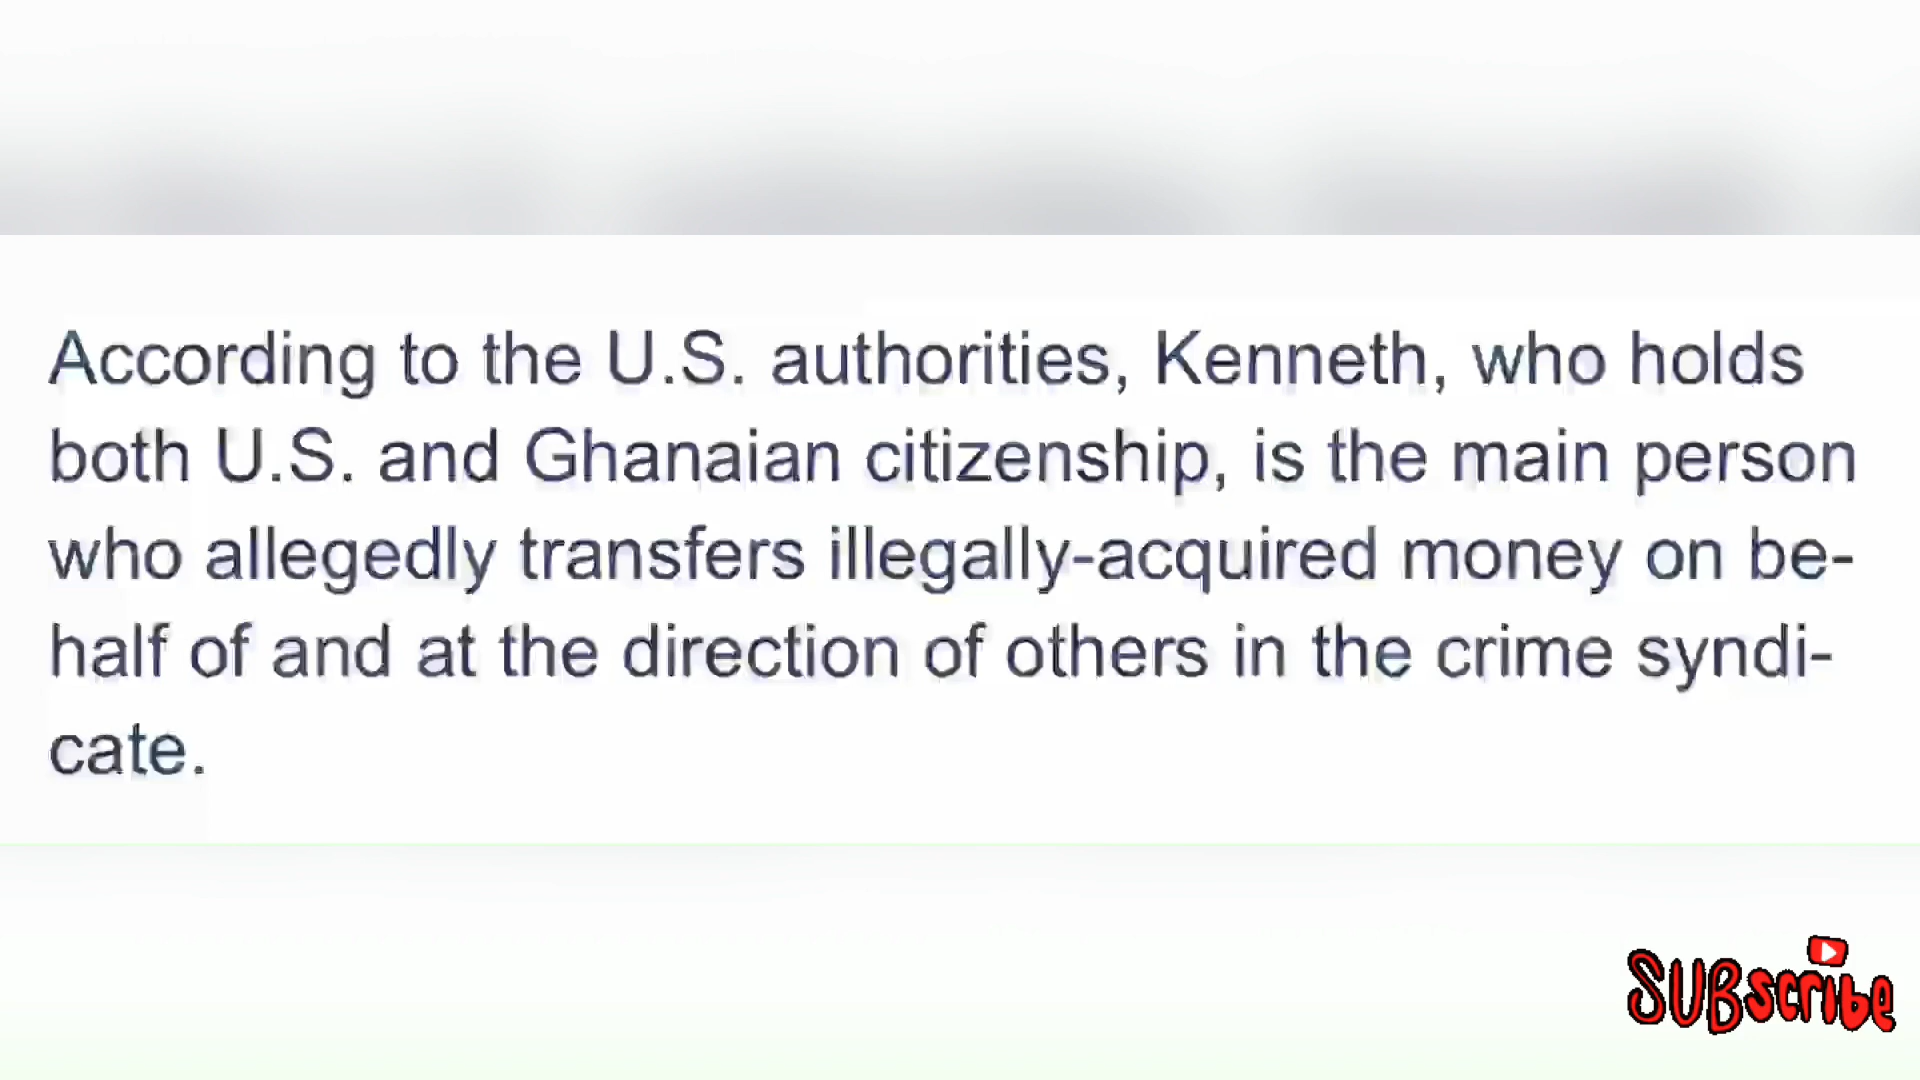 According to the U.S. authorities, Kenneth, who holds
both U.S. and Ghanaian citizenship, is the main person
who allegedly transfers illegally-acquired money on be-
half of and at the direction of others in the crime syndi-
cate.
SUBscribe